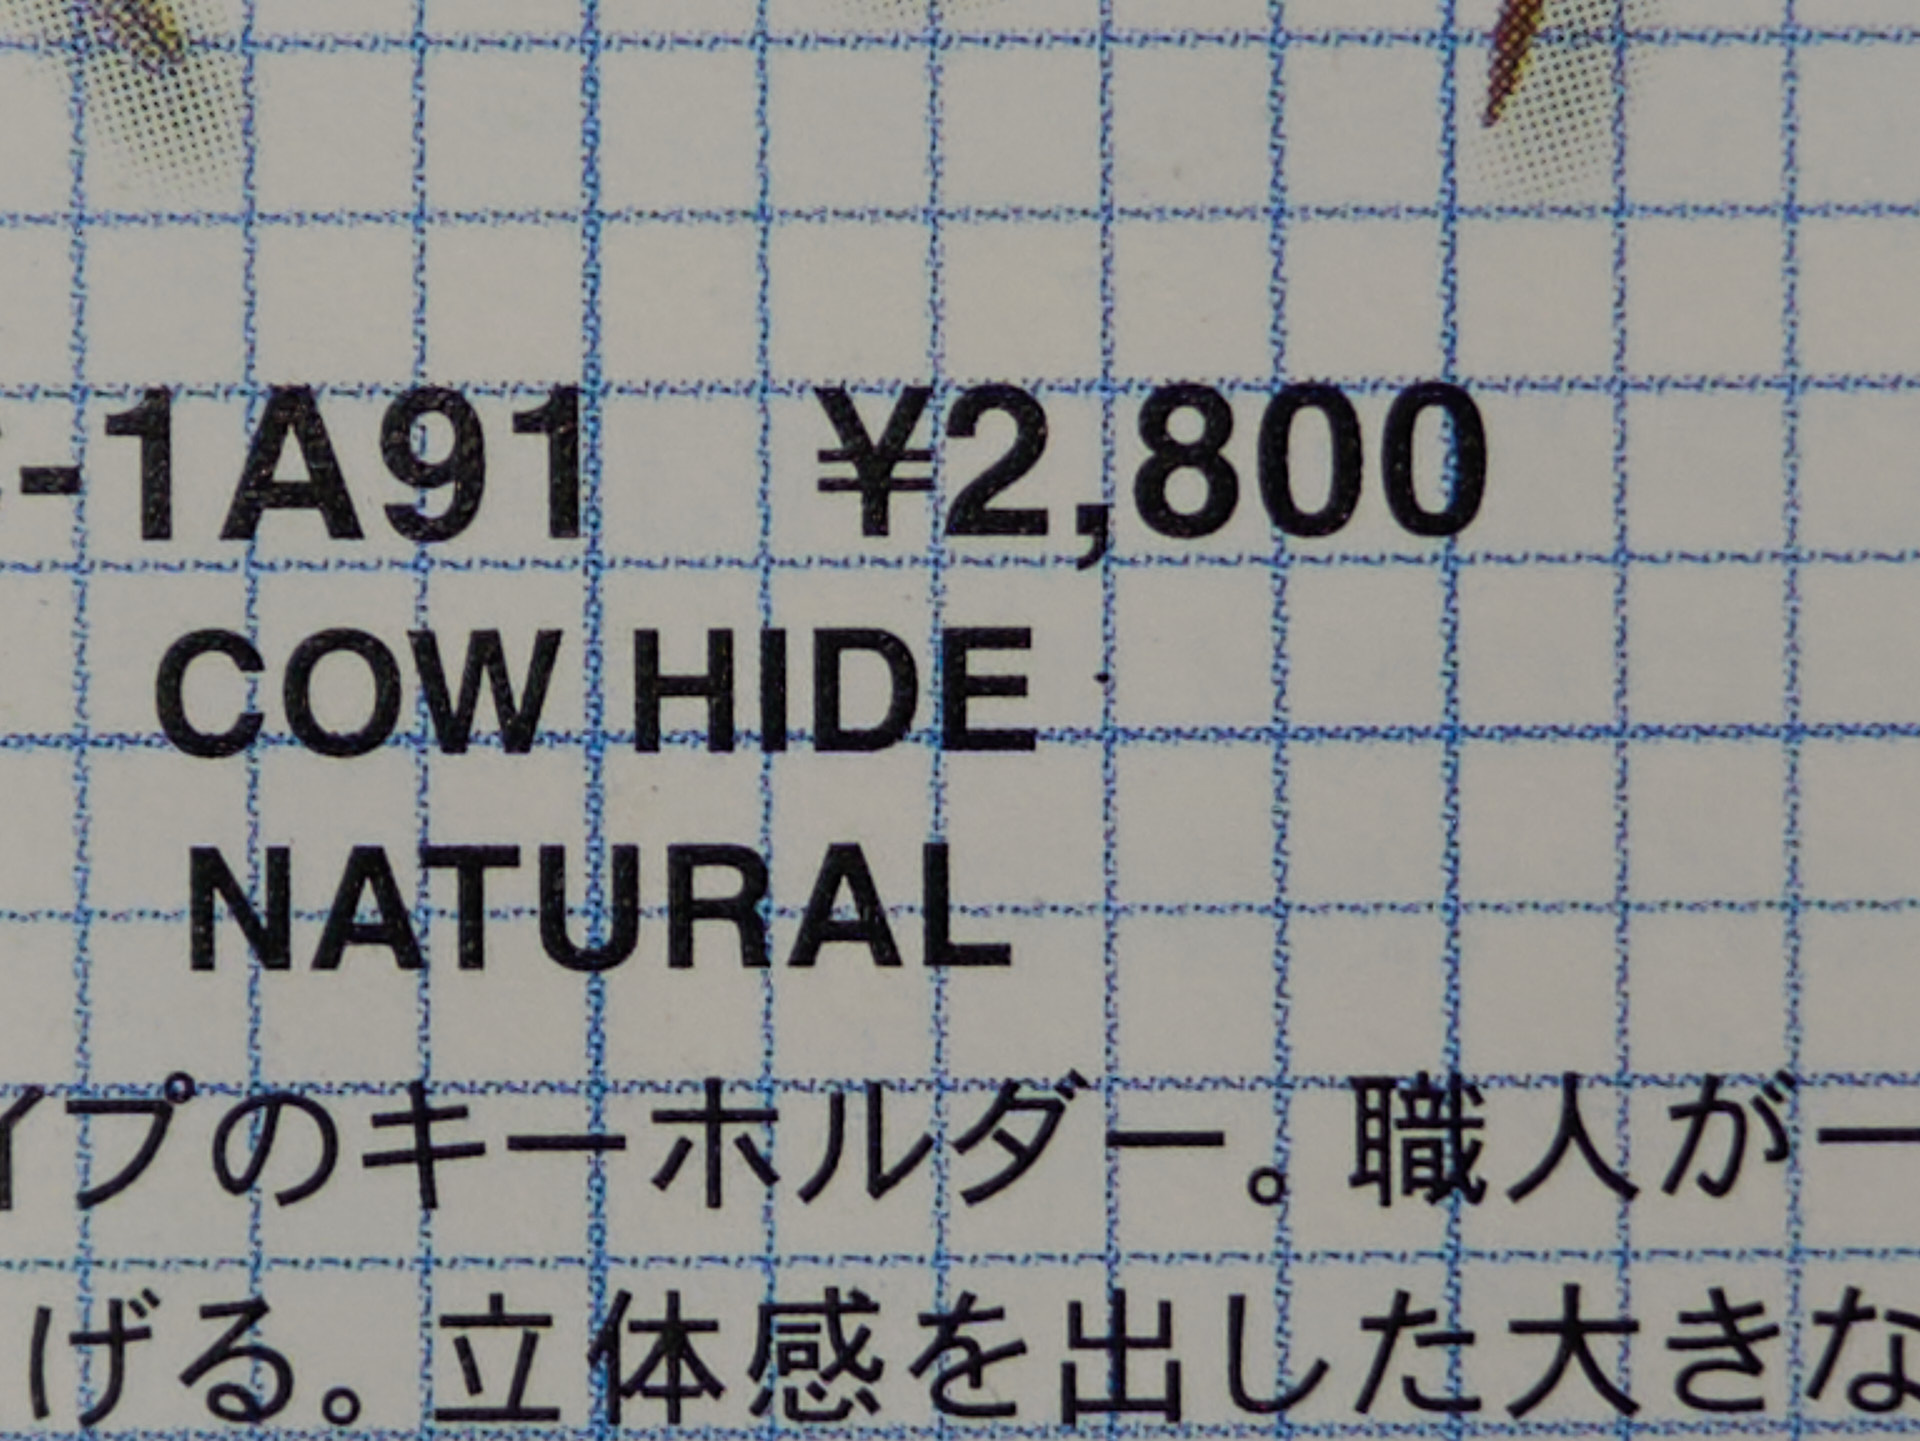 -1A91 ¥2,800
COW HIDE
NATURAL
イプのキーホルダー。職人が一
げる。立体感を出した大きな